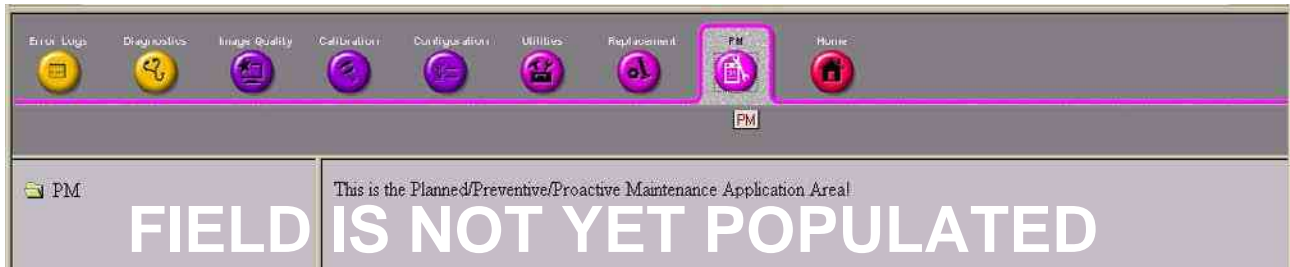 Error Logs
Diagnostics
Image Quality
Calibration
Configuration
Utilities
Replacement
PM
Home
PM
PM
This is the Planned/Preventive/Proactive Maintenance Application Area!
FIELD IS NOT YET POPULATED